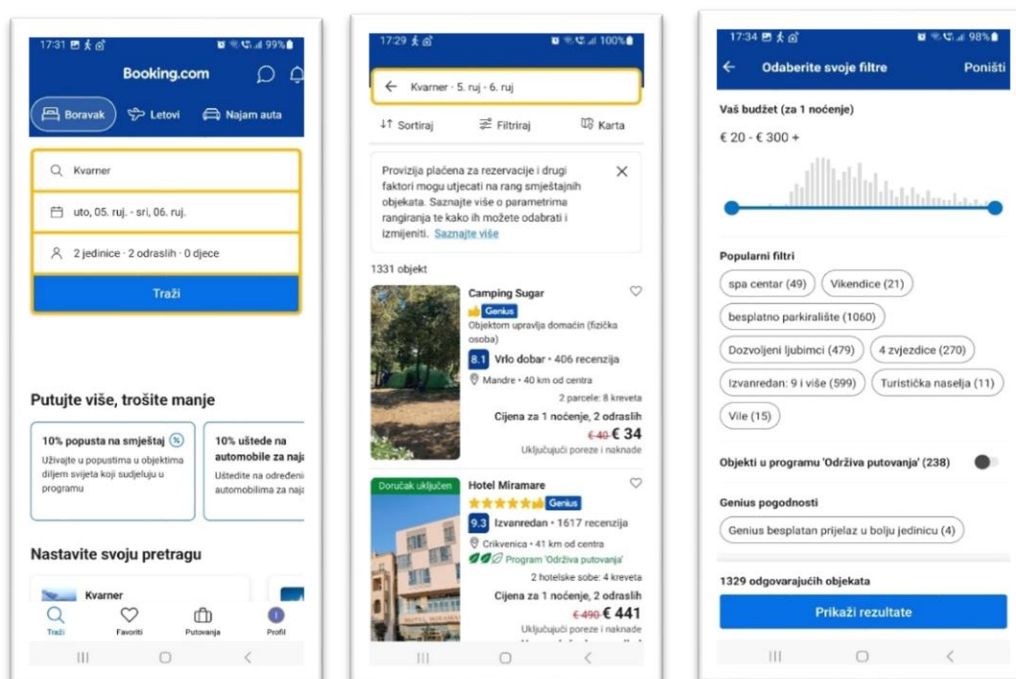 17:31
99%
Booking.com
Boravak
Letovi
Najam auta
Kvarner
uto, 05. ruj. - sri, 06. ruj.
2 jedinice · 2 odraslih · 0 djece
Traži
Putujte više, trošite manje
10% popusta na smještaj
Uživajte u popustima u objektima
diljem svijeta koji sudjeluju u
programu
10% uštede na
automobile za naja
Uštedite na određeni
automobilima za naja
Nastavite svoju pretragu
Kvarner
Traži
Favoriti
Putovanja
Profil
17:29
100%
Kvarner · 5. ruj - 6. ruj
Sortiraj
Filtriraj
Karta
Provizija plaćena za rezervacije i drugi
faktori mogu utjecati na rang smještajnih
objekata. Saznajte više o parametrima
rangiranja te kako ih možete odabrati i
izmijeniti. Saznajte više
1331 objekt
Camping Sugar
Genius
Objektom upravlja domaćin (fizička
osoba)
8.1 Vrlo dobar · 406 recenzija
Mandre · 40 km od centra
2 parcele: 8 kreveta
Cijena za 1 noćenje, 2 odraslih
€ 40 € 34
Uključujući poreze i naknade
Doručak uključen
Hotel Miramare
Genius
9.3 Izvanredan · 1617 recenzija
Crikvenica · 41 km od centra
Program 'Održiva putovanja'
2 hotelske sobe: 4 kreveta
Cijena za 1 noćenje, 2 odraslih
€ 490 € 441
Uključujući poreze i naknade
17:34
98%
Odaberite svoje filtre
Poništi
Vaš budžet (za 1 noćenje)
€ 20 - € 300 +
Popularni filtri
spa centar (49)
Vikendice (21)
besplatno parkiralište (1060)
Dozvoljeni ljubimci (479)
4 zvjezdice (270)
Izvanredan: 9 i više (599)
Turistička naselja (11)
Vile (15)
Objekti u programu 'Održiva putovanja' (238)
Genius pogodnosti
Genius besplatan prijelaz u bolju jedinicu (4)
1329 odgovarajućih objekata
Prikaži rezultate